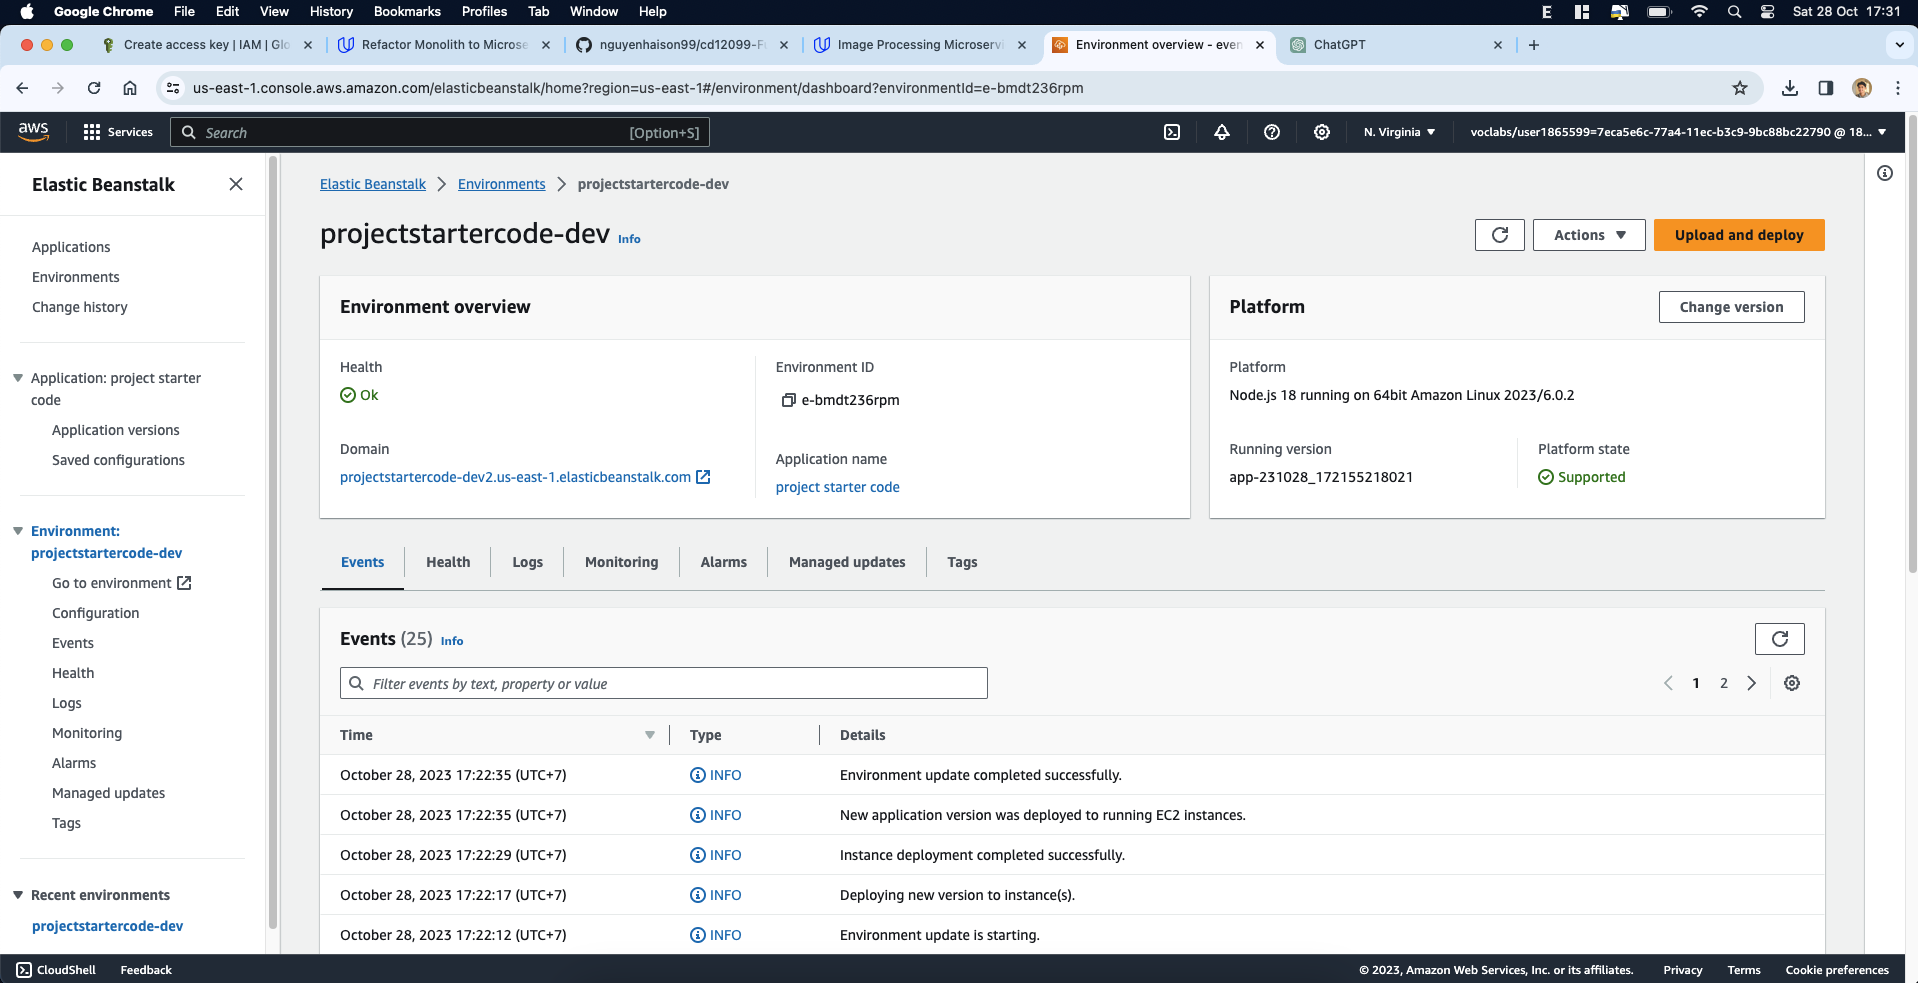 Google Chrome File Edit View History Bookmarks Profiles Tab Window Help Sat 28 Oct 17:31
Create access key | IAM | Glo
Refactor Monolith to Microse
nguyenhaison99/cd12099-Fu
Image Processing Microservi
Environment overview - even
ChatGPT
us-east-1.console.aws.amazon.com/elasticbeanstalk/home?region=us-east-1#/environment/dashboard?environmentId=e-bmdt236rpm
aws Services Search [Option+S] N. Virginia voclabs/user1865599=7eca5e6c-77a4-11ec-b3c9-9bc88bc22790 @ 18...
Elastic Beanstalk
Applications
Environments
Change history
Application: project starter
code
Application versions
Saved configurations
Environment:
projectstartercode-dev
Go to environment
Configuration
Events
Health
Logs
Monitoring
Alarms
Managed updates
Tags
Recent environments
projectstartercode-dev
Elastic Beanstalk Environments projectstartercode-dev
projectstartercode-dev Info
Actions Upload and deploy
Environment overview
Health
Ok
Domain
projectstartercode-dev2.us-east-1.elasticbeanstalk.com
Environment ID
e-bmdt236rpm
Application name
project starter code
Platform Change version
Platform
Node.js 18 running on 64bit Amazon Linux 2023/6.0.2
Running version
app-231028_172155218021
Platform state
Supported
Events Health Logs Monitoring Alarms Managed updates Tags
Events (25) Info
Filter events by text, property or value 1 2
Time Type Details
October 28, 2023 17:22:35 (UTC+7) INFO Environment update completed successfully.
October 28, 2023 17:22:35 (UTC+7) INFO New application version was deployed to running EC2 instances.
October 28, 2023 17:22:29 (UTC+7) INFO Instance deployment completed successfully.
October 28, 2023 17:22:17 (UTC+7) INFO Deploying new version to instance(s).
October 28, 2023 17:22:12 (UTC+7) INFO Environment update is starting.
CloudShell Feedback © 2023, Amazon Web Services, Inc. or its affiliates. Privacy Terms Cookie preferences